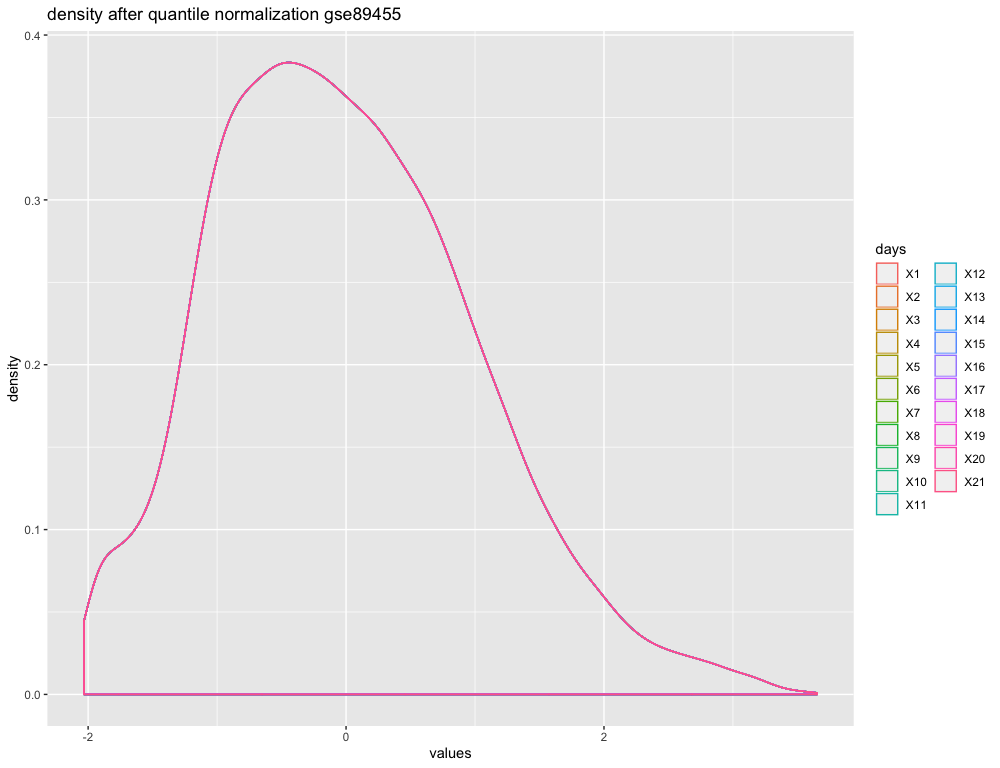 density after quantile normalization gse89455
0.4
0.3
0.2
0.1
0.0
density
-2
0
2
values
days
X1
X2
X3
X4
X5
X6
X7
X8
X9
X10
X11
X12
X13
X14
X15
X16
X17
X18
X19
X20
X21